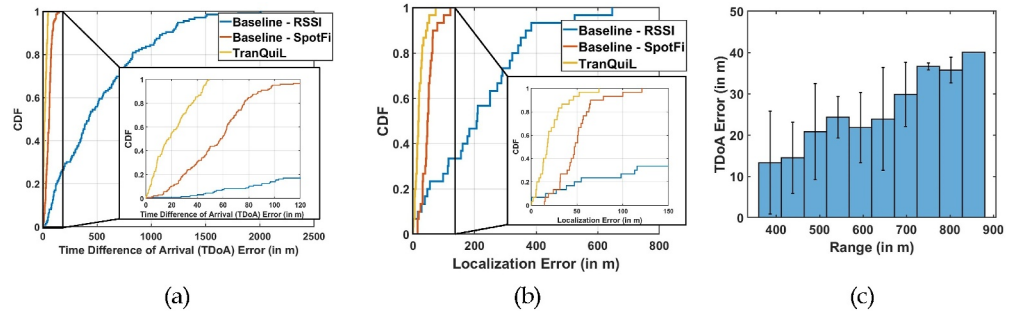 (a)
1
0.8
0.6
0.4
0.2
0
CDF
Baseline - RSSI
Baseline - SpotFi
TranQuiL
1
0.8
0.6
0.4
0.2
0
CDF
0 20 40 60 80 100 120
Time Difference of Arrival (TDoA) Error (in m)
0 500 1000 1500 2000 2500
Time Difference of Arrival (TDoA) Error (in m)
(a)
(b)
1
0.8
0.6
0.4
0.2
0
CDF
Baseline - RSSI
Baseline - SpotFi
TranQuiL
1
0.8
0.6
0.4
0.2
0
CDF
0 50 100 150
Localization Error (in m)
0 200 400 600 800
Localization Error (in m)
(b)
(c)
50
40
30
20
10
0
TDoA Error (in m)
400 500 600 700 800 900
Range (in m)
(c)